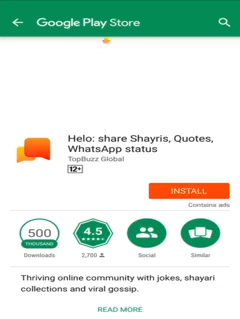 Google Play Store
Helo: share Shayris, Quotes,
WhatsApp status
TopBuzz Global
12+
INSTALL
Contains ads
500
THOUSAND
Downloads
4.5
2,700
Social
Similar
Thriving online community with jokes, shayari
collections and viral gossip.
READ MORE